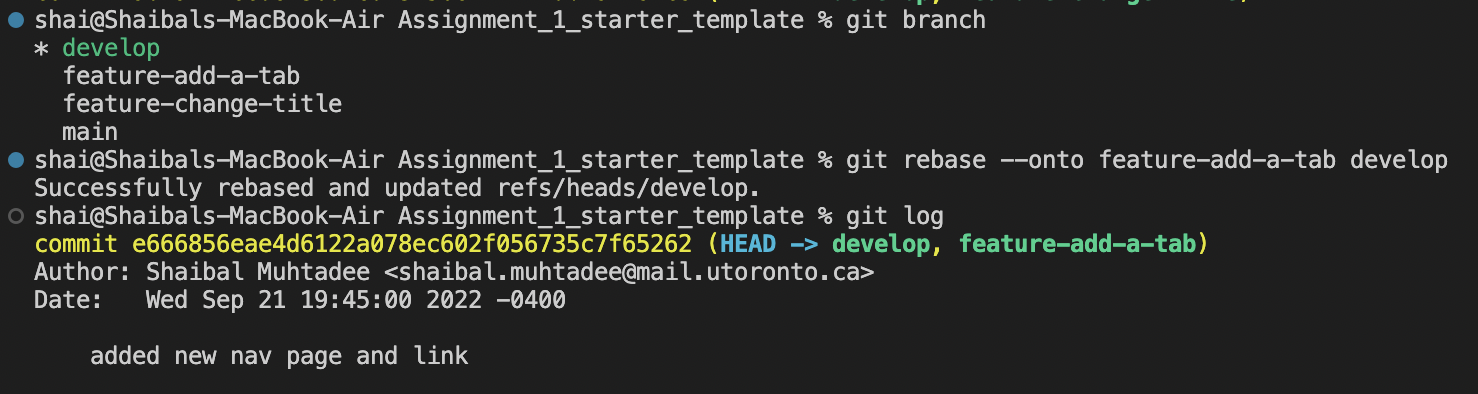 shai@Shaibals-MacBook-Air Assignment_1_starter_template % git branch
* develop
  feature-add-a-tab
  feature-change-title
  main
shai@Shaibals-MacBook-Air Assignment_1_starter_template % git rebase --onto feature-add-a-tab develop
Successfully rebased and updated refs/heads/develop.
shai@Shaibals-MacBook-Air Assignment_1_starter_template % git log
commit e666856eae4d6122a078ec602f056735c7f65262 (HEAD -> develop, feature-add-a-tab)
Author: Shaibal Muhtadee <shaibal.muhtadee@mail.utoronto.ca>
Date:   Wed Sep 21 19:45:00 2022 -0400
    added new nav page and link